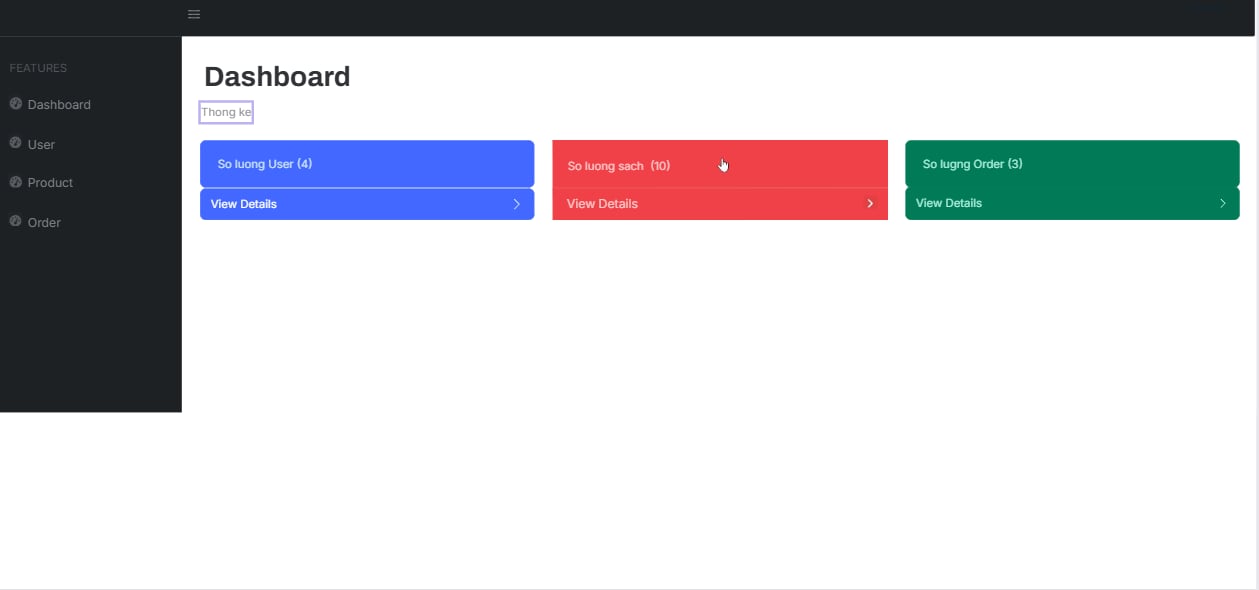 FEATURES
Dashboard
User
Product
Order
Dashboard
Thong ke
So luong User (4)
View Details
So luong sach (10)
View Details
So lugng Order (3)
View Details